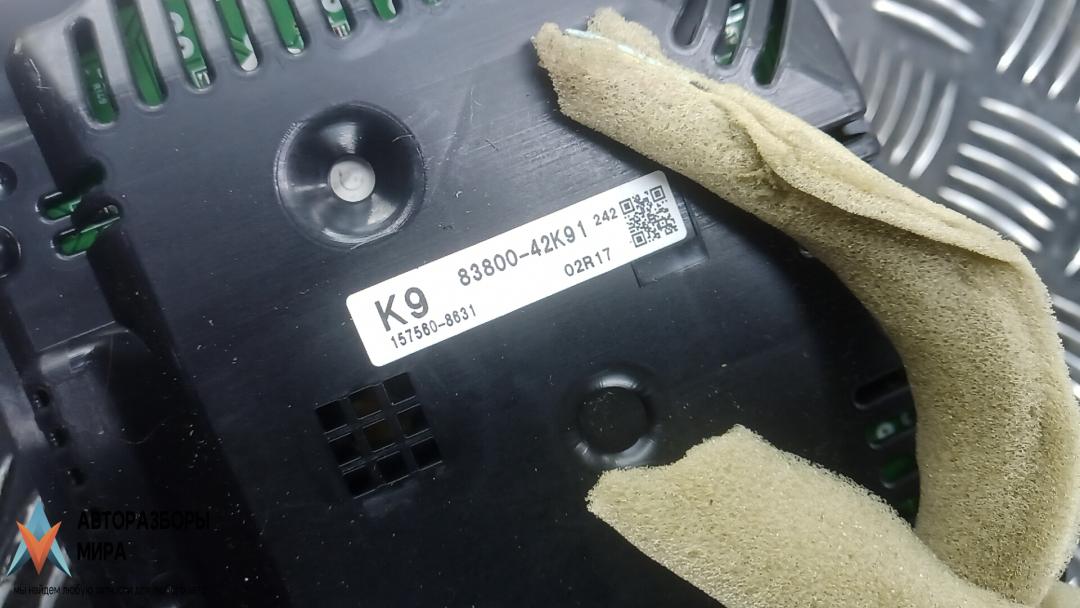 83800-42K91 242
02R17
K9
157560-8631
АВТОРАЗБОРЫ
МИРА